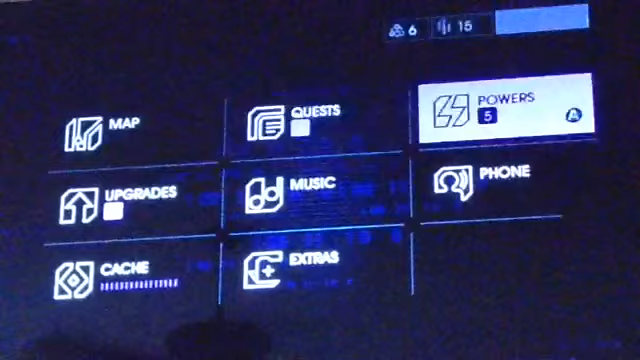 6 15
MAP
QUESTS
POWERS
5
A
UPGRADES
MUSIC
PHONE
CACHE
EXTRAS